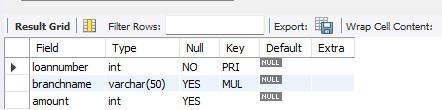 Result Grid Filter Rows: Export: Wrap Cell Content:
Field Type Null Key Default Extra
loannumber int NO PRI NULL
branchname varchar(50) YES MUL NULL
amount int YES NULL